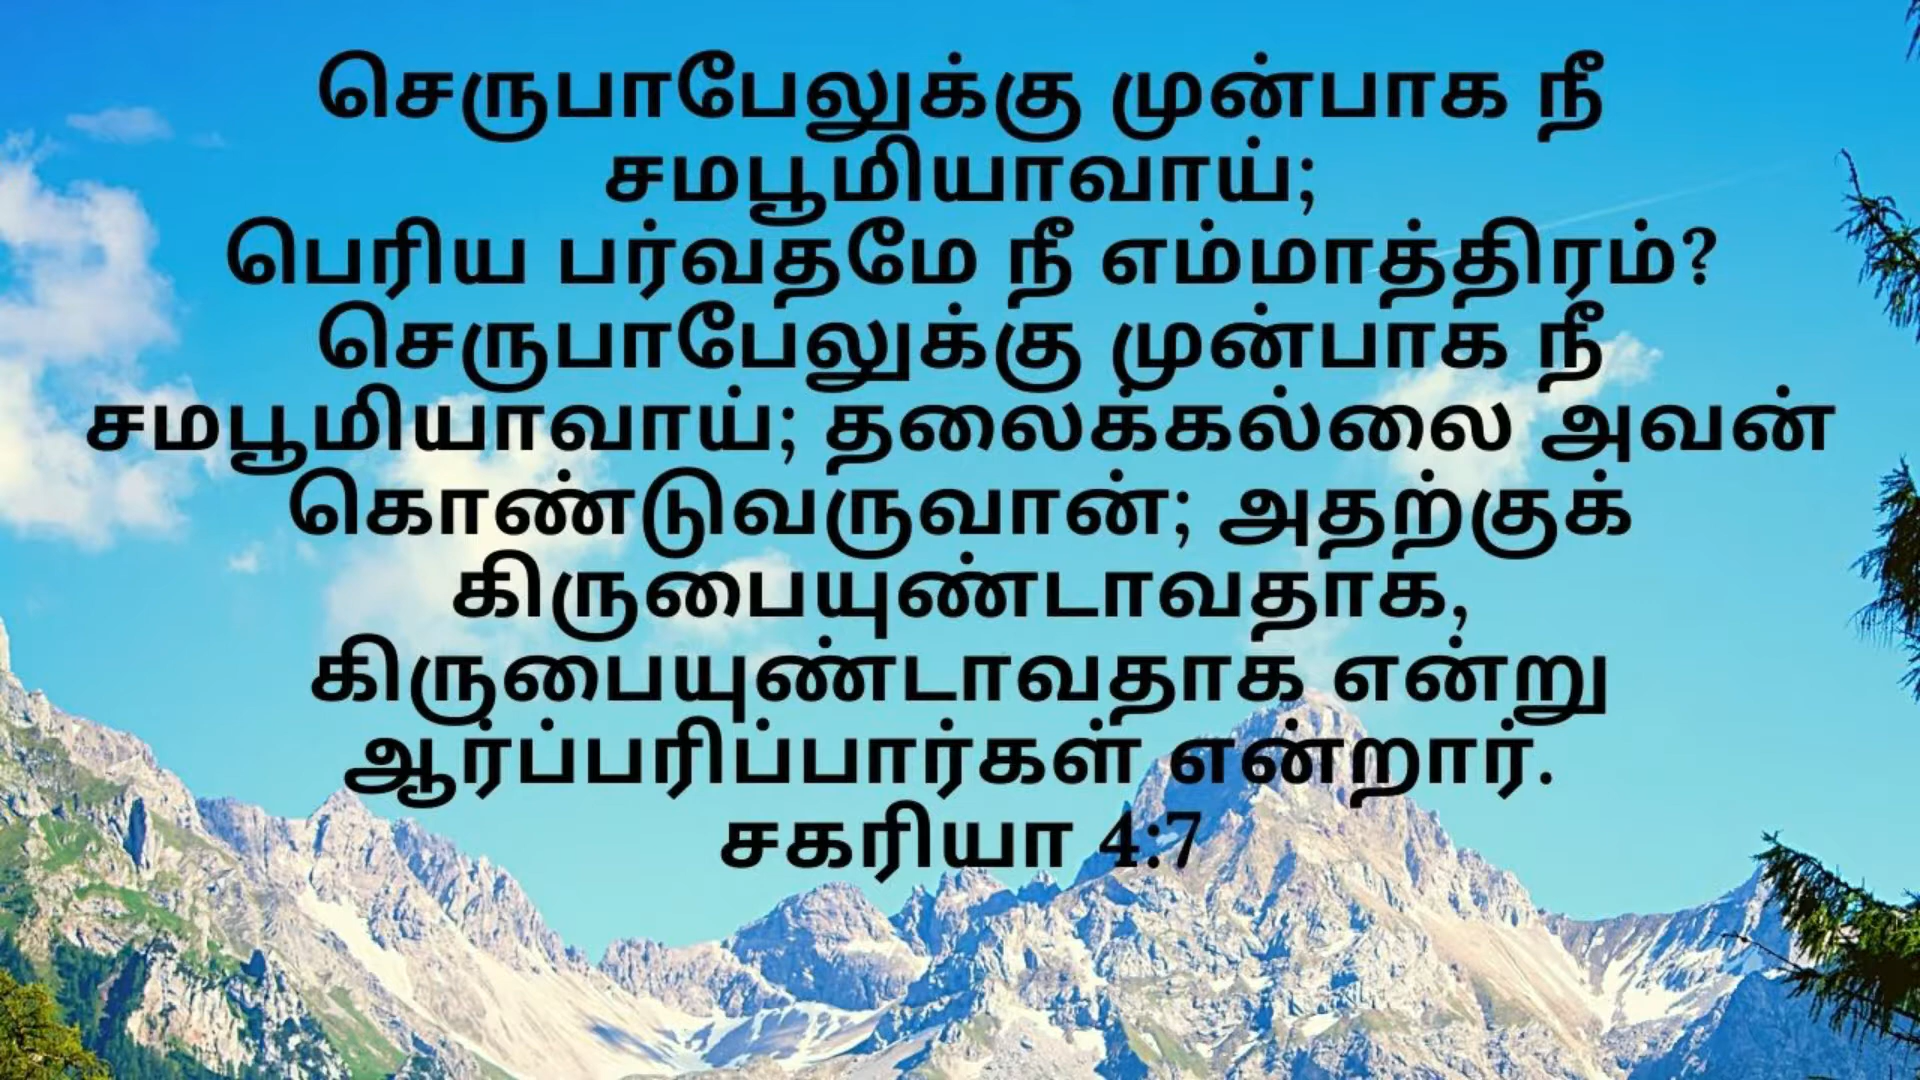 செருபாபேலுக்கு முன்பாக நீ
சமபூமியாவாய்;
பெரிய பர்வதமே நீ எம்மாத்திரம்?
செருபாபேலுக்கு முன்பாக நீ
சமபூமியாவாய்; தலைக்கல்லை அவன்
கொண்டுவருவான்; அதற்குக்
கிருபையுண்டாவதாக,
கிருபையுண்டாவதாக என்று
ஆர்ப்பரிப்பார்கள் என்றார்.
சகரியா 4:7